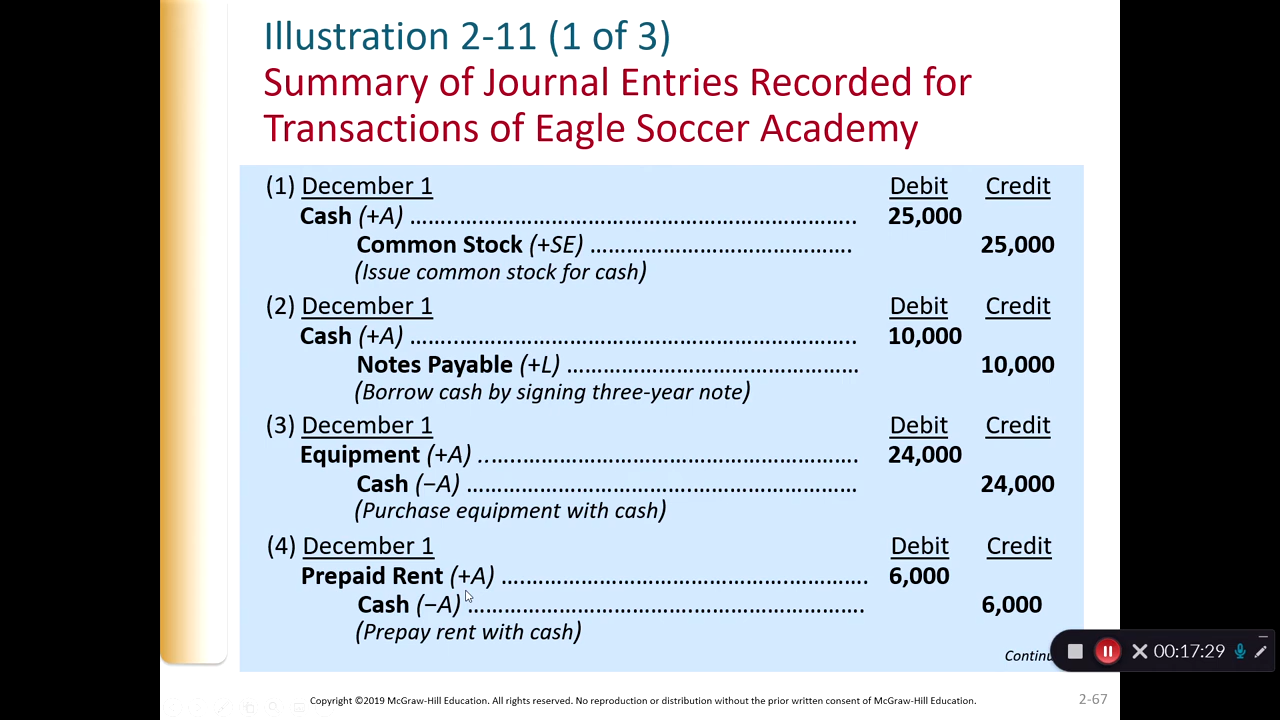 Illustration 2-11 (1 of 3)
Summary of Journal Entries Recorded for
Transactions of Eagle Soccer Academy
(1) December 1 Debit Credit
Cash (+A) ……..……………………………………………………….. 25,000
Common Stock (+SE) …………………………………. 25,000
(Issue common stock for cash)
(2) December 1 Debit Credit
Cash (+A) ……..……………………………………………………….. 10,000
Notes Payable (+L) …………………………………… 10,000
(Borrow cash by signing three-year note)
(3) December 1 Debit Credit
Equipment (+A) ..…..………………………………………………. 24,000
Cash (−A) ………………………….…………………… 24,000
(Purchase equipment with cash)
(4) December 1 Debit Credit
Prepaid Rent (+A) ….…………………………………….………. 6,000
Cash (−A) ………………………….……………………. 6,000
(Prepay rent with cash)
00:17:29
Copyright ©2019 McGraw-Hill Education. All rights reserved. No reproduction or distribution without the prior written consent of McGraw-Hill Education.
2-67